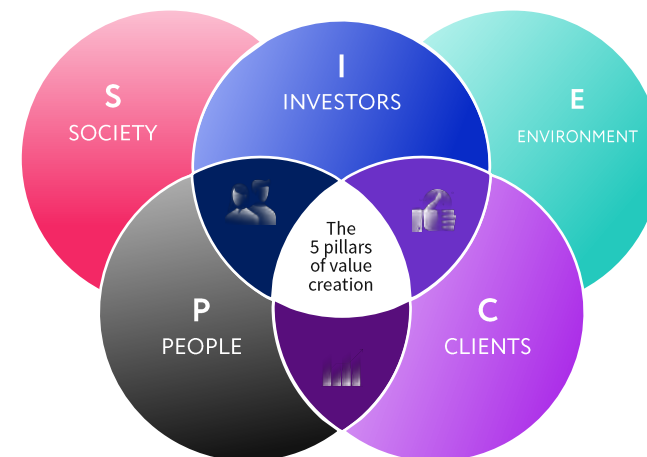 S
SOCIETY
I
INVESTORS
E
ENVIRONMENT
The
5 pillars
of value
creation
P
PEOPLE
C
CLIENTS